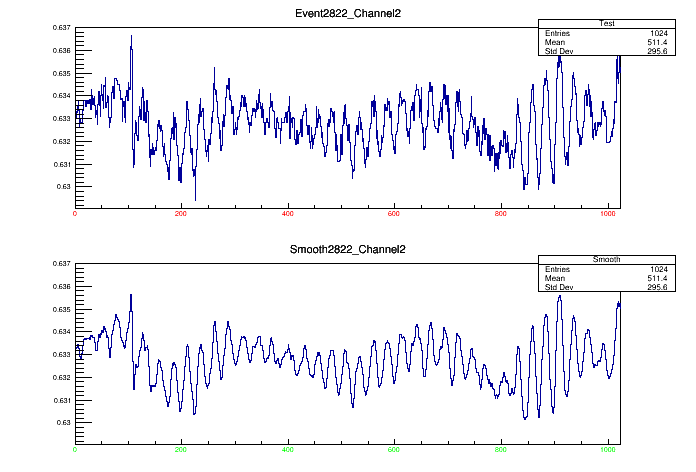 Event2822_Channel2
Test
Entries 1024
Mean 511.4
Std Dev 295.6
0.637
0.636
0.635
0.634
0.633
0.632
0.631
0.63
0 200 400 600 800 1000
Smooth2822_Channel2
Smooth
Entries 1024
Mean 511.4
Std Dev 295.6
0.637
0.636
0.635
0.634
0.633
0.632
0.631
0.63
0 200 400 600 800 1000